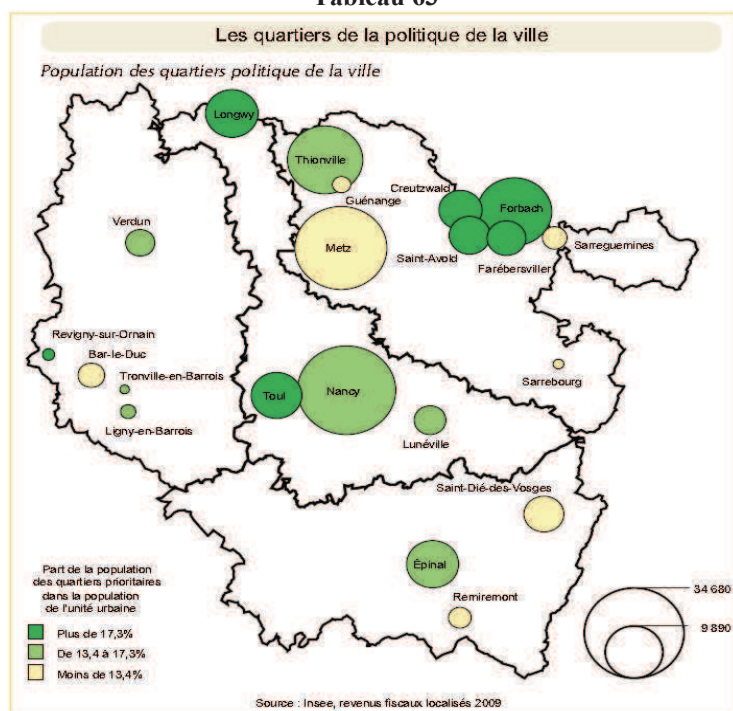 Tableau 65
Les quartiers de la politique de la ville
Population des quartiers politique de la ville
Longwy
Thionville
Guénange
Creutzwald
Forbach
Verdun
Metz
Saint-Avold
Farébersviller
Sarreguemines
Revigny-sur-Ornain
Bar-le-Duc
Tronville-en-Barrois
Ligny-en-Barrois
Toul
Nancy
Lunéville
Sarrebourg
Saint-Dié-des-Vosges
Épinal
Remiremont
Part de la population
des quartiers prioritaires
dans la population
de l'unité urbaine
Plus de 17,3%
De 13,4 à 17,3%
Moins de 13,4%
34 680
9 890
Source : Insee, revenus fiscaux localisés 2009